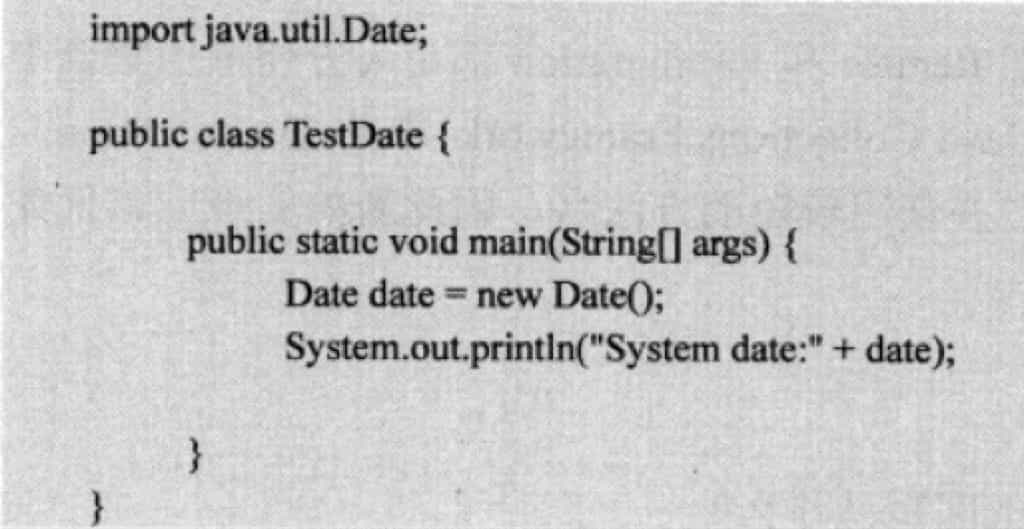 import java.util.Date;
public class TestDate {
public static void main(String[] args) {
Date date = new Date();
System.out.println("System date:" + date);
}
}